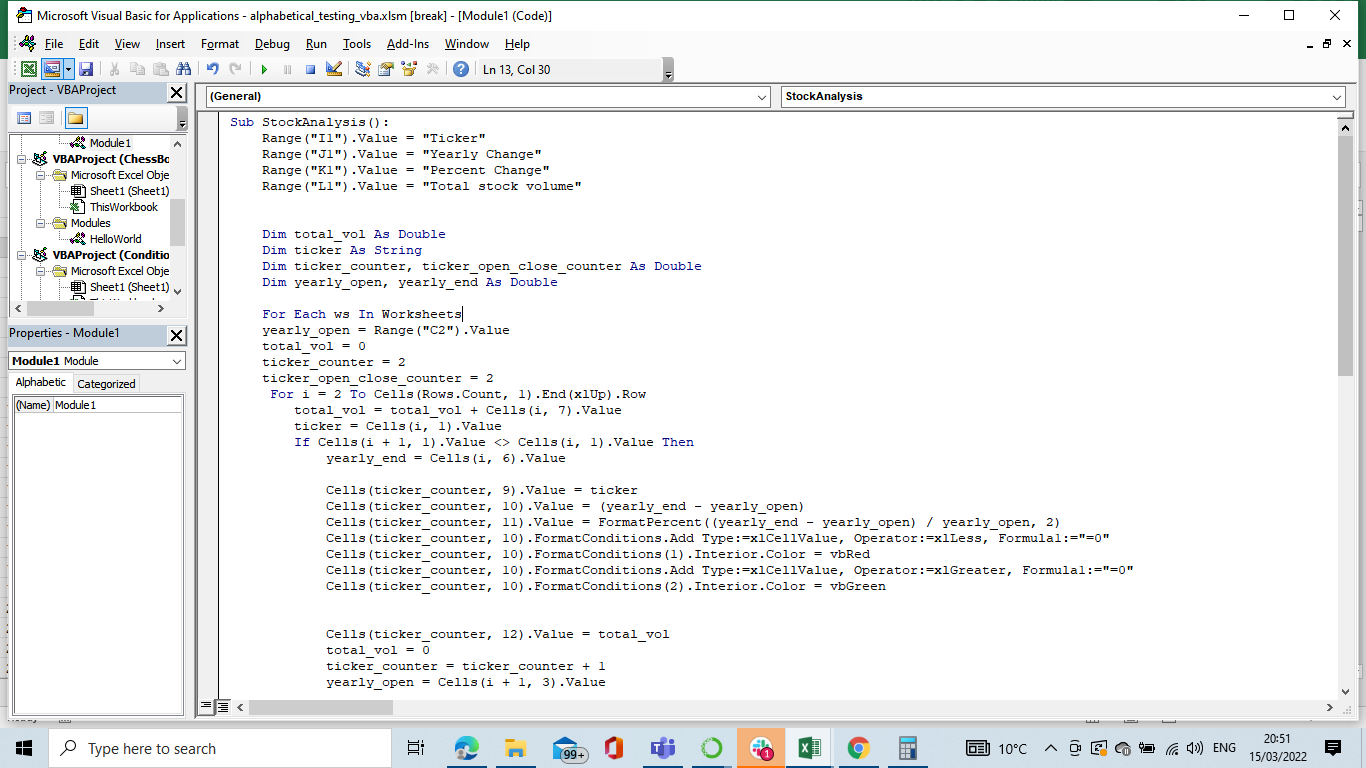 Microsoft Visual Basic for Applications - alphabetical_testing_vba.xlsm [break] - [Module1 (Code)]
File Edit View Insert Format Debug Run Tools Add-Ins Window Help
Ln 13, Col 30
Project - VBAProject
(General)
StockAnalysis
Module1
VBAProject (ChessBo
Microsoft Excel Obje
Sheet1 (Sheet1)
ThisWorkbook
Modules
HelloWorld
VBAProject (Conditio
Microsoft Excel Obje
Sheet1 (Sheet1)
Properties - Module1
Module1 Module
Alphabetic Categorized
(Name) Module1
Sub StockAnalysis():
Range("I1").Value = "Ticker"
Range("J1").Value = "Yearly Change"
Range("K1").Value = "Percent Change"
Range("L1").Value = "Total stock volume"
Dim total_vol As Double
Dim ticker As String
Dim ticker_counter, ticker_open_close_counter As Double
Dim yearly_open, yearly_end As Double
For Each ws In Worksheets
yearly_open = Range("C2").Value
total_vol = 0
ticker_counter = 2
ticker_open_close_counter = 2
For i = 2 To Cells(Rows.Count, 1).End(xlUp).Row
total_vol = total_vol + Cells(i, 7).Value
ticker = Cells(i, 1).Value
If Cells(i + 1, 1).Value <> Cells(i, 1).Value Then
yearly_end = Cells(i, 6).Value
Cells(ticker_counter, 9).Value = ticker
Cells(ticker_counter, 10).Value = (yearly_end - yearly_open)
Cells(ticker_counter, 11).Value = FormatPercent((yearly_end - yearly_open) / yearly_open, 2)
Cells(ticker_counter, 10).FormatConditions.Add Type:=xlCellValue, Operator:=xlLess, Formula1:="=0"
Cells(ticker_counter, 10).FormatConditions(1).Interior.Color = vbRed
Cells(ticker_counter, 10).FormatConditions.Add Type:=xlCellValue, Operator:=xlGreater, Formula1:="=0"
Cells(ticker_counter, 10).FormatConditions(2).Interior.Color = vbGreen
Cells(ticker_counter, 12).Value = total_vol
total_vol = 0
ticker_counter = ticker_counter + 1
yearly_open = Cells(i + 1, 3).Value
Type here to search
99+
1
10°C
ENG
20:51
15/03/2022